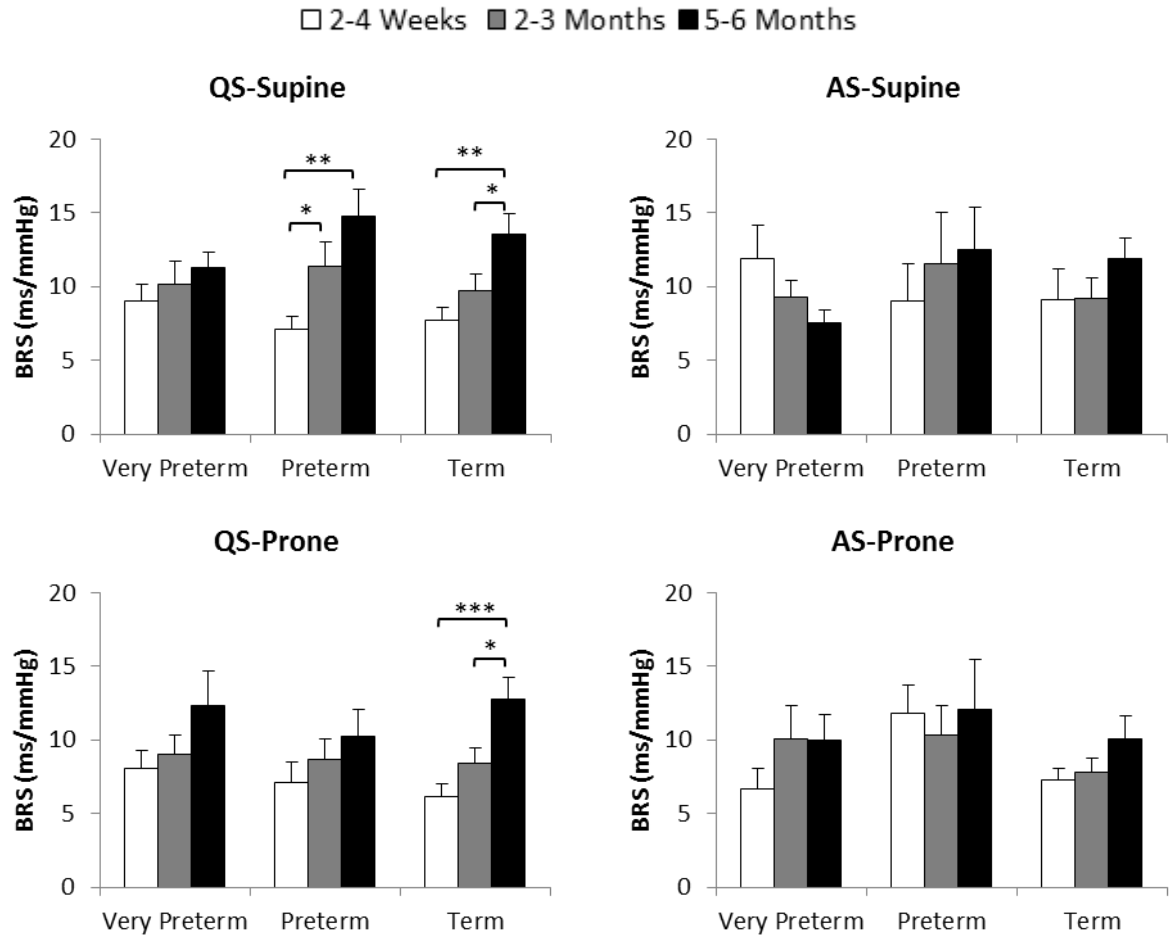 2-4 Weeks 2-3 Months 5-6 Months
QS-Supine
BRS (ms/mmHg)
20
15
10
5
0
**
*
**
*
Very Preterm Preterm Term
AS-Supine
BRS (ms/mmHg)
20
15
10
5
0
Very Preterm Preterm Term
QS-Prone
BRS (ms/mmHg)
20
15
10
5
0
***
*
Very Preterm Preterm Term
AS-Prone
BRS (ms/mmHg)
20
15
10
5
0
Very Preterm Preterm Term